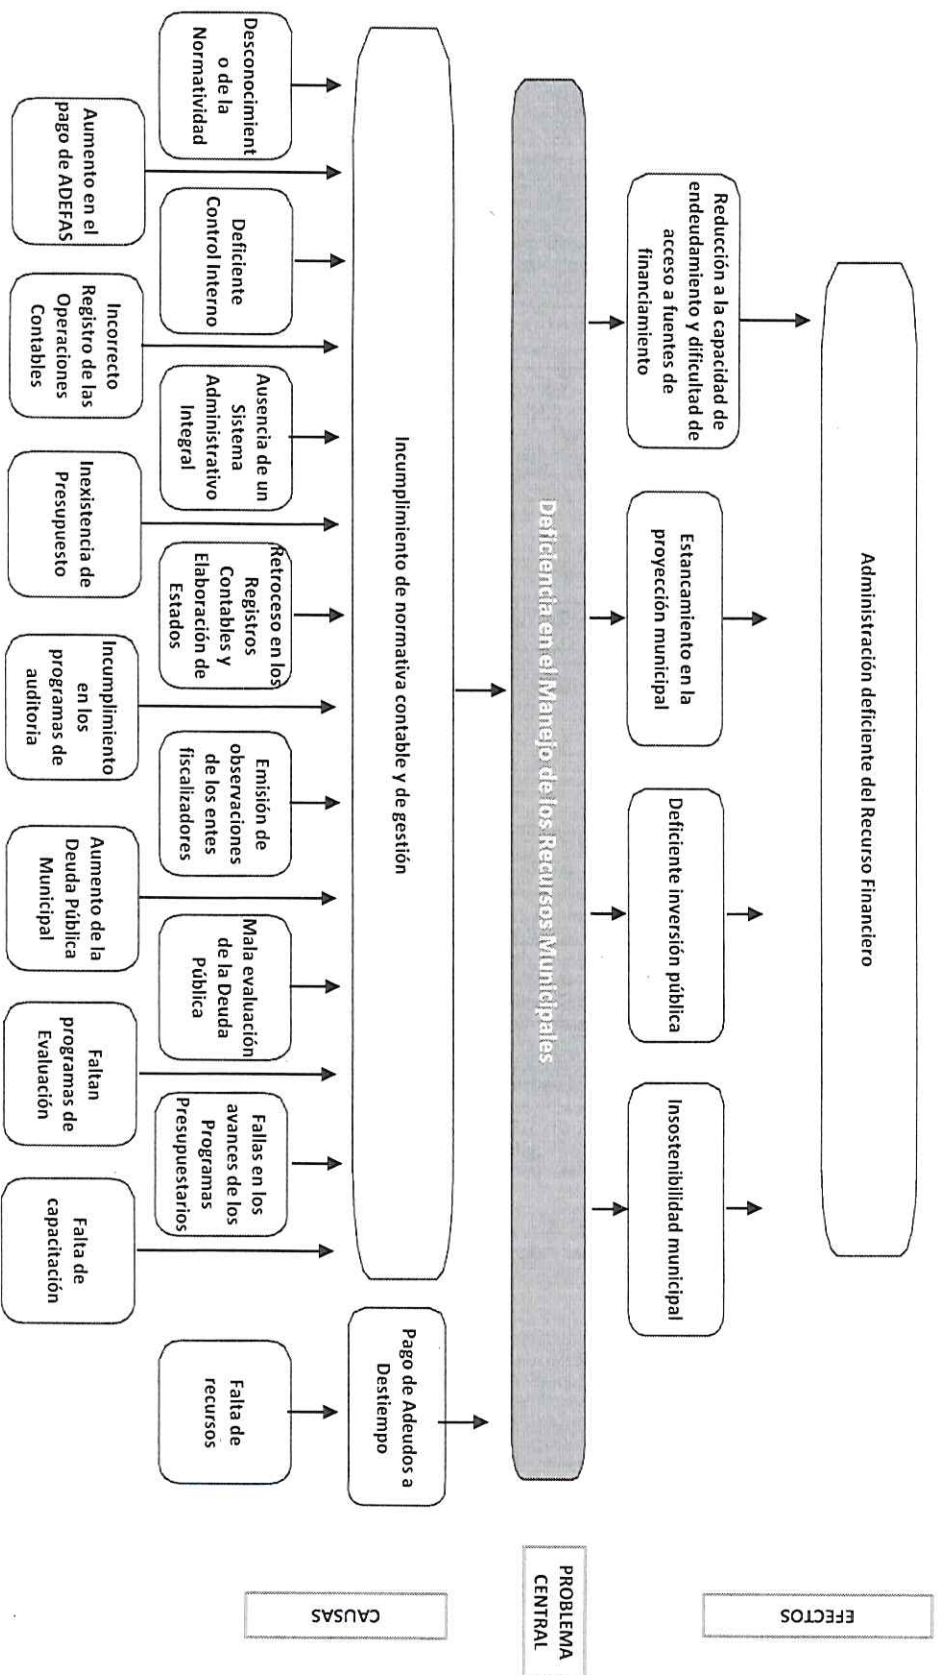 Administración deficiente del Recurso Financiero
Reducción a la capacidad de
endeudamiento y dificultad de
acceso a fuentes de
financiamiento
Estancamiento en la
proyección municipal
Deficiente inversión pública
Insostenibilidad municipal
EFECTOS
Deficiencia en el Manejo de los Recursos Municipales
PROBLEMA
CENTRAL
Incumplimiento de normativa contable y de gestión
Pago de Adeudos a
Destiempo
CAUSAS
Desconocimient
o de la
Normatividad
Deficiente
Control Interno
Ausencia de un
Sistema
Administrativo
Integral
Retroceso en los
Registros
Contables y
Elaboración de
Estados
Emisión de
observaciones
de los entes
fiscalizadores
Mala evaluación
de la Deuda
Pública
Fallas en los
avances de los
Programas
Presupuestarios
Falta de
recursos
Aumento en el
pago de ADEFAS
Incorrecto
Registro de las
Operaciones
Contables
Inexistencia de
Presupuesto
Incumplimiento
en los
programas de
auditoria
Aumento de la
Deuda Pública
Municipal
Faltan
programas de
Evaluación
Falta de
capacitación